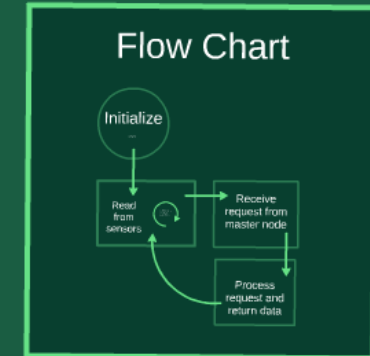 Flow Chart
Initialize
Read
from
sensors
Receive
request from
master node
Process
request and
return data